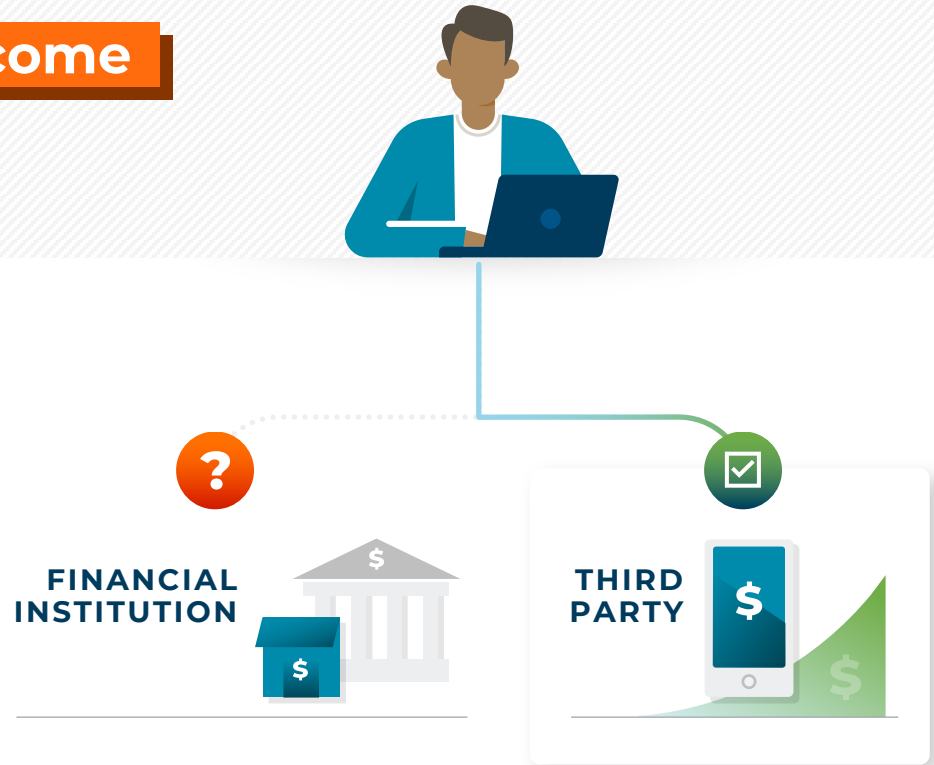 come
?
$
FINANCIAL
INSTITUTION
$
THIRD
PARTY
$
$